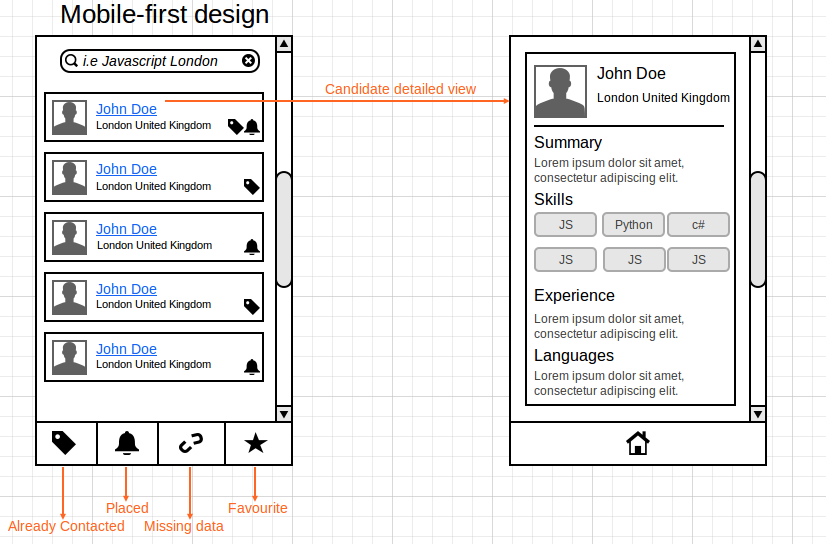 Mobile-first design
i.e Javascript London
John Doe
London United Kingdom
John Doe
London United Kingdom
John Doe
London United Kingdom
John Doe
London United Kingdom
John Doe
London United Kingdom
Already Contacted
Placed
Missing data
Favourite
Candidate detailed view
John Doe
London United Kingdom
Summary
Lorem ipsum dolor sit amet,
consectetur adipiscing elit.
Skills
JS Python c#
JS JS JS
Experience
Lorem ipsum dolor sit amet,
consectetur adipiscing elit.
Languages
Lorem ipsum dolor sit amet,
consectetur adipiscing elit.